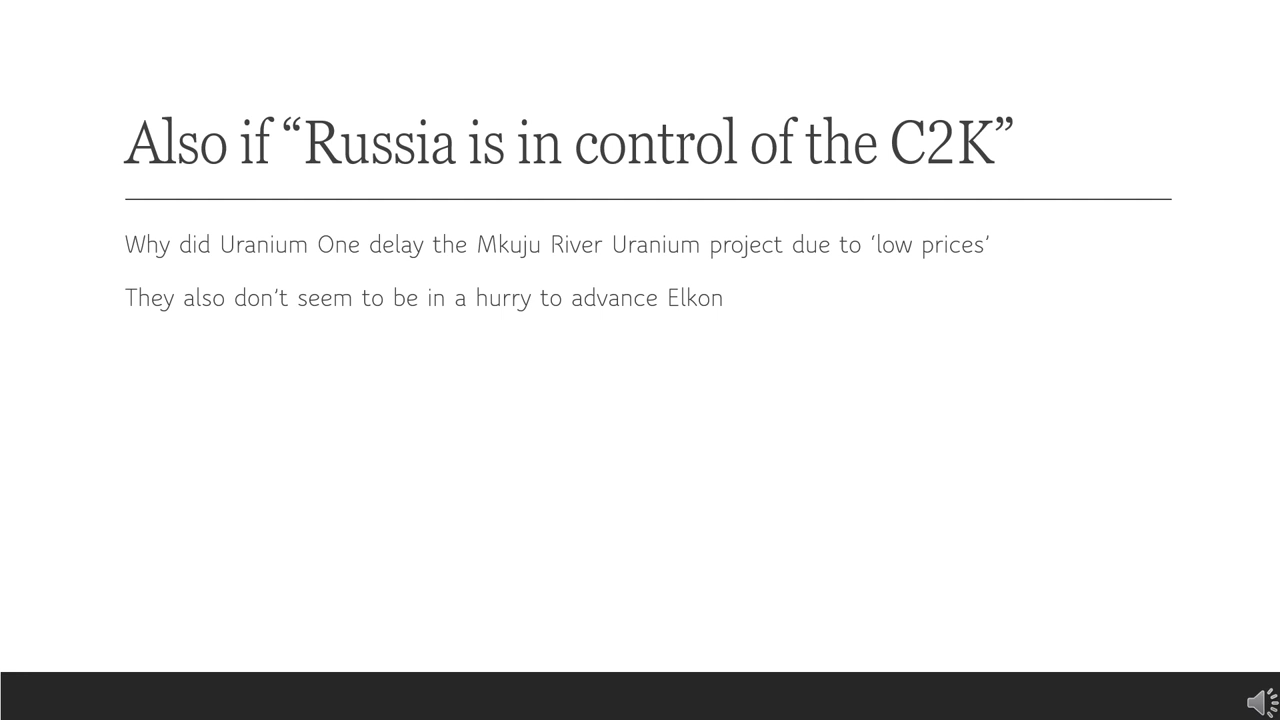 Also if “Russia is in control of the C2K”
Why did Uranium One delay the Mkuju River Uranium project due to ‘low prices’
They also don’t seem to be in a hurry to advance Elkon